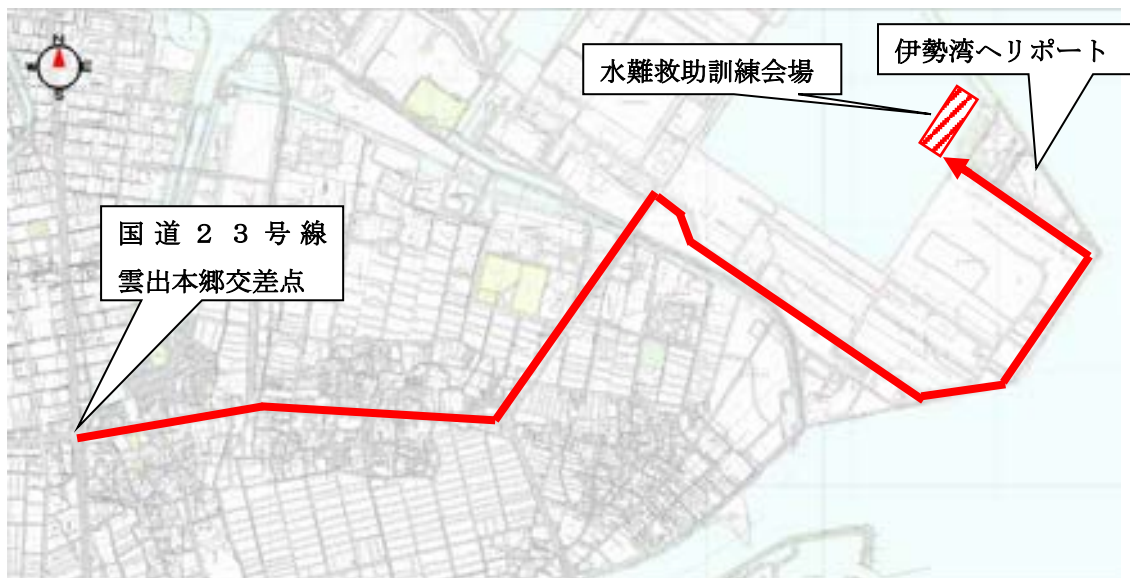 N
S
水難救助訓練会場
伊勢湾ヘリポート
国道２３号線
雲出本郷交差点